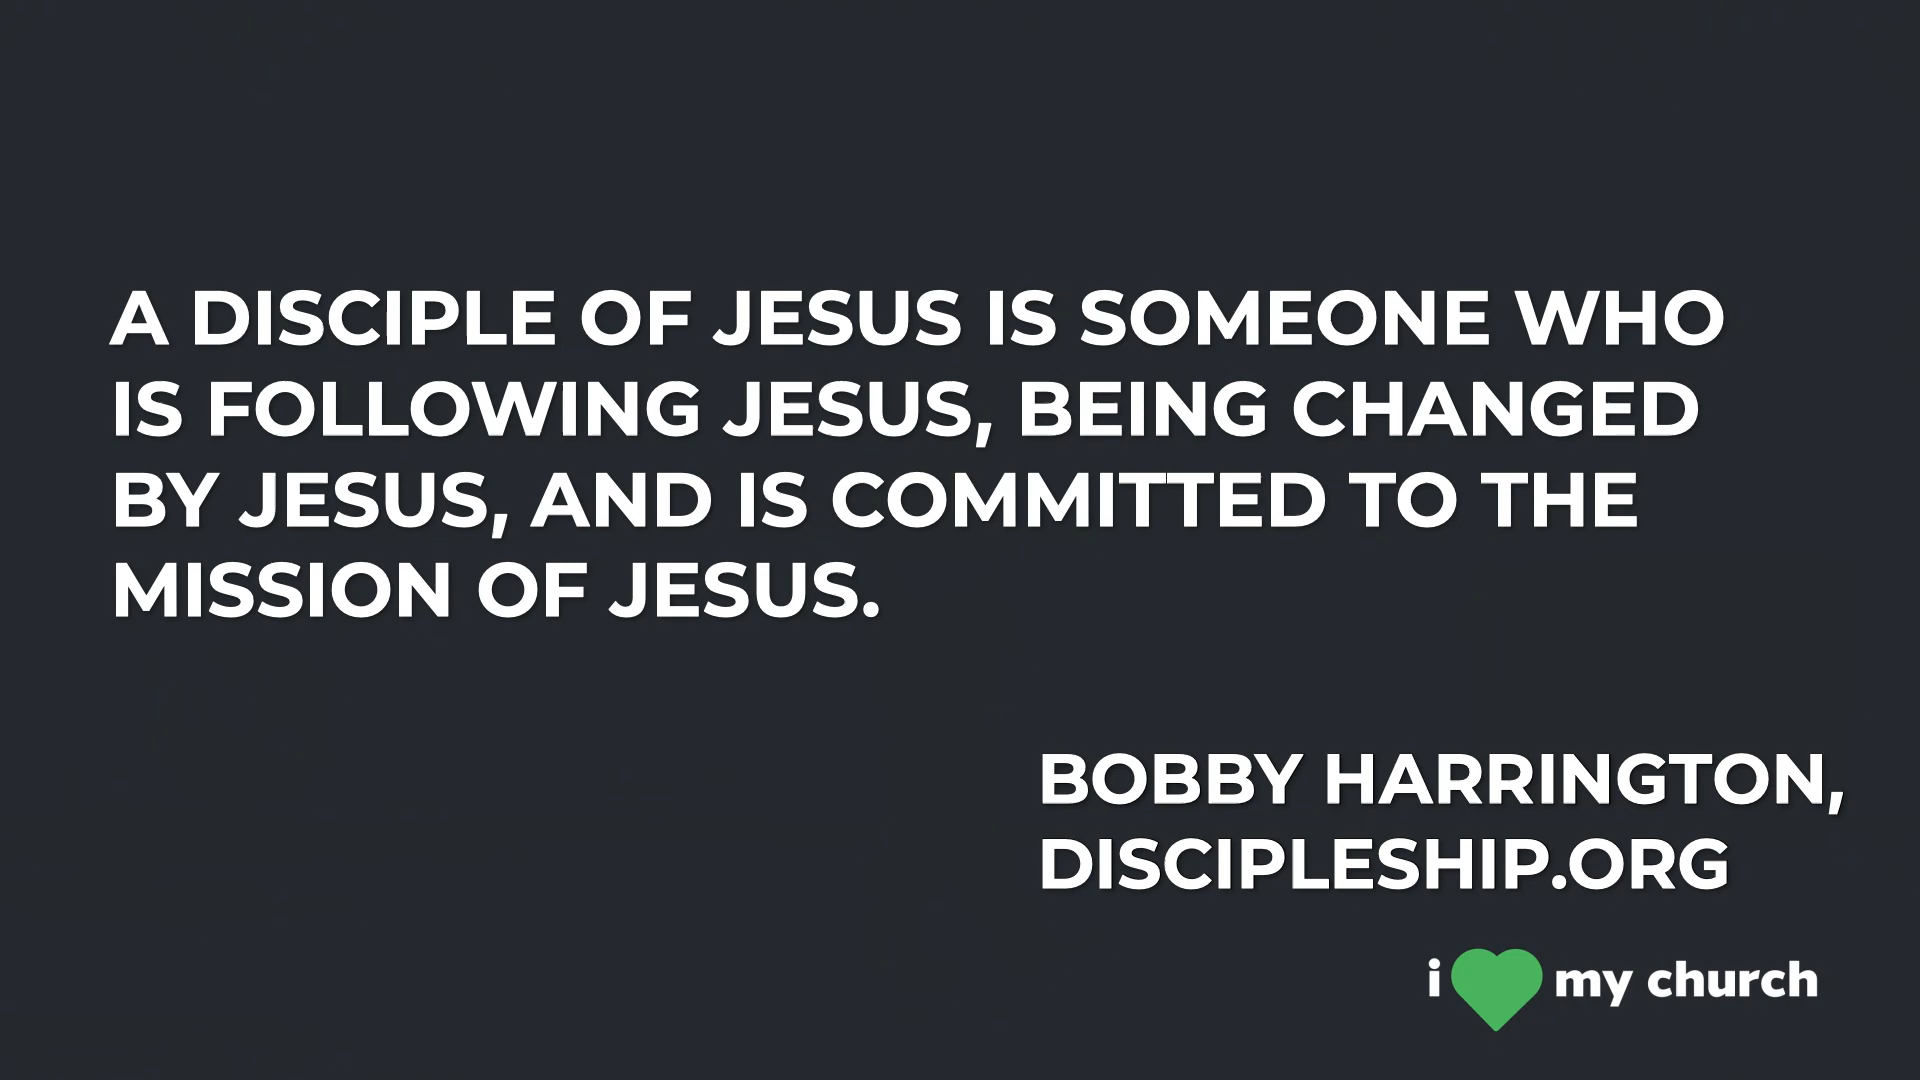 A DISCIPLE OF JESUS IS SOMEONE WHO
IS FOLLOWING JESUS, BEING CHANGED
BY JESUS, AND IS COMMITTED TO THE
MISSION OF JESUS.
BOBBY HARRINGTON,
DISCIPLESHIP.ORG
i my church